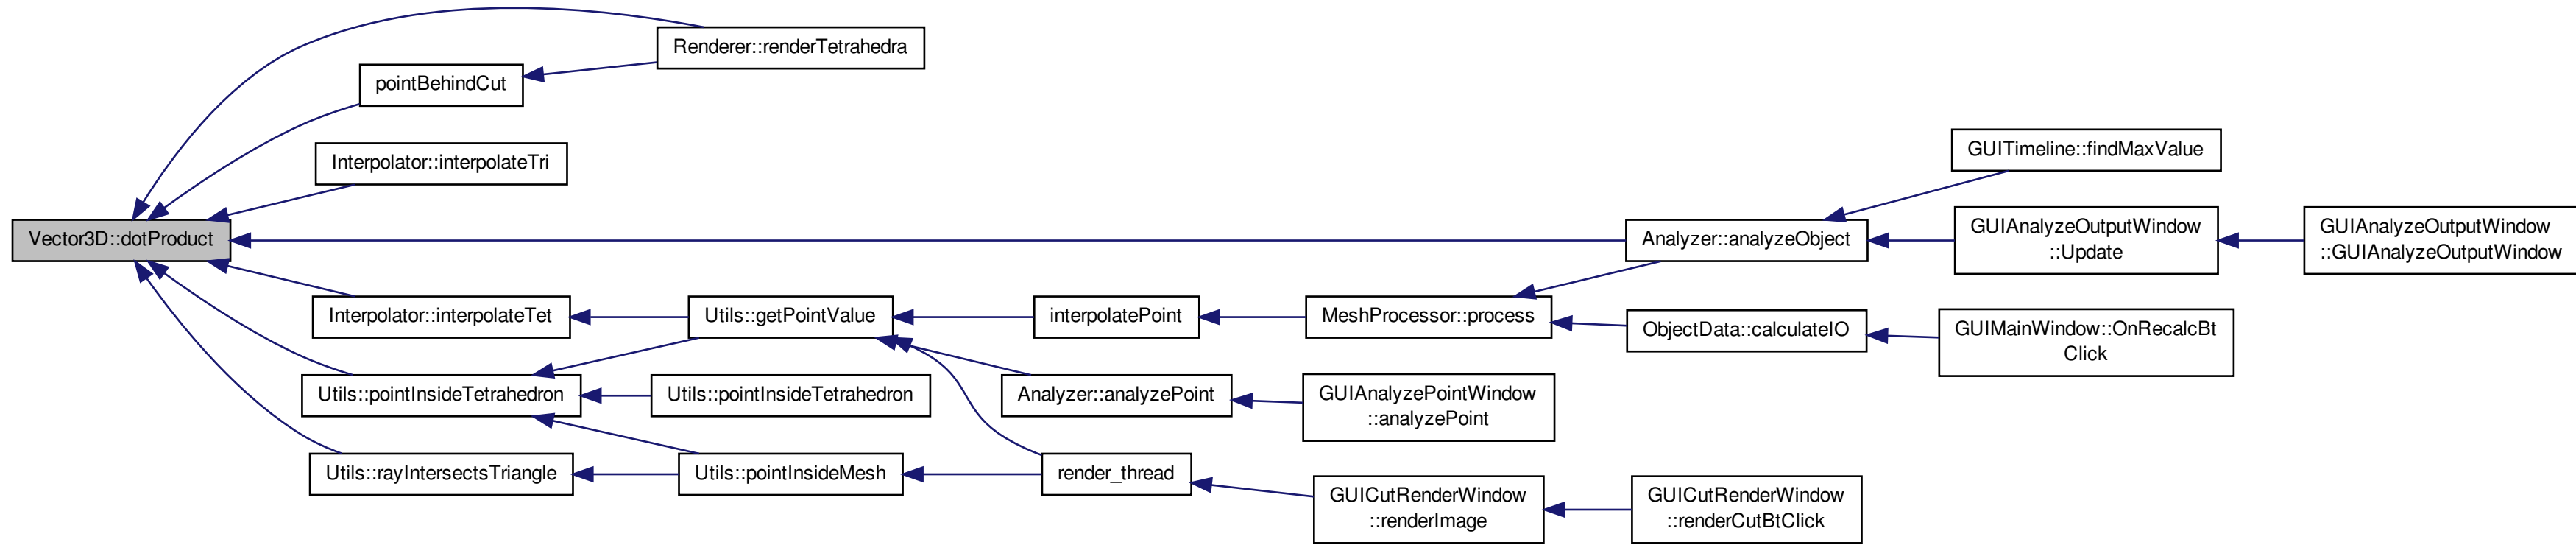 Renderer::renderTetrahedra
pointBehindCut
Interpolator::interpolateTri
Vector3D::dotProduct
Interpolator::interpolateTet
Utils::pointInsideTetrahedron
Utils::rayIntersectsTriangle
Utils::getPointValue
Utils::pointInsideTetrahedron
Utils::pointInsideMesh
interpolatePoint
Analyzer::analyzePoint
render_thread
MeshProcessor::process
GUIAnalyzePointWindow
::analyzePoint
GUICutRenderWindow
::renderImage
Analyzer::analyzeObject
ObjectData::calculateIO
GUICutRenderWindow
::renderCutBtClick
GUITimeline::findMaxValue
GUIAnalyzeOutputWindow
::Update
GUIMainWindow::OnRecalcBt
Click
GUIAnalyzeOutputWindow
::GUIAnalyzeOutputWindow